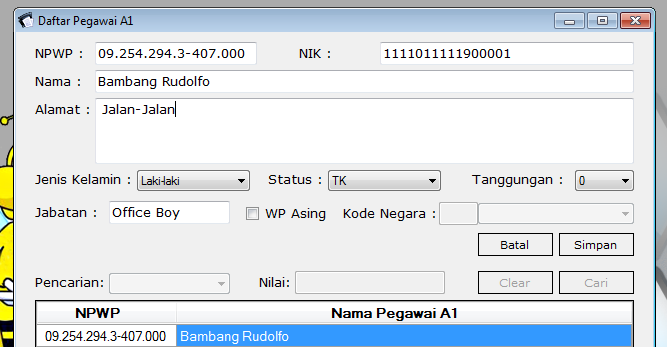 Daftar Pegawai A1
NPWP : 09.254.294.3-407.000 NIK : 1111011111900001
Nama : Bambang Rudolfo
Alamat : Jalan-Jalan
Jenis Kelamin : Laki-laki Status : TK Tanggungan : 0
Jabatan : Office Boy WP Asing Kode Negara :
Batal Simpan
Pencarian: Nilai: Clear Cari
NPWP Nama Pegawai A1
09.254.294.3-407.000 Bambang Rudolfo